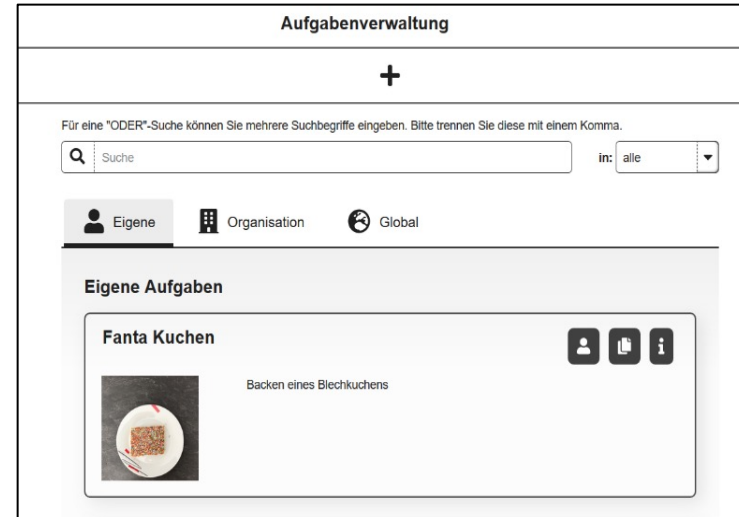 Aufgabenverwaltung
Für eine "ODER"-Suche können Sie mehrere Suchbegriffe eingeben. Bitte trennen Sie diese mit einem Komma.
Suche in: alle
Eigene Organisation Global
Eigene Aufgaben
Fanta Kuchen
Backen eines Blechkuchens